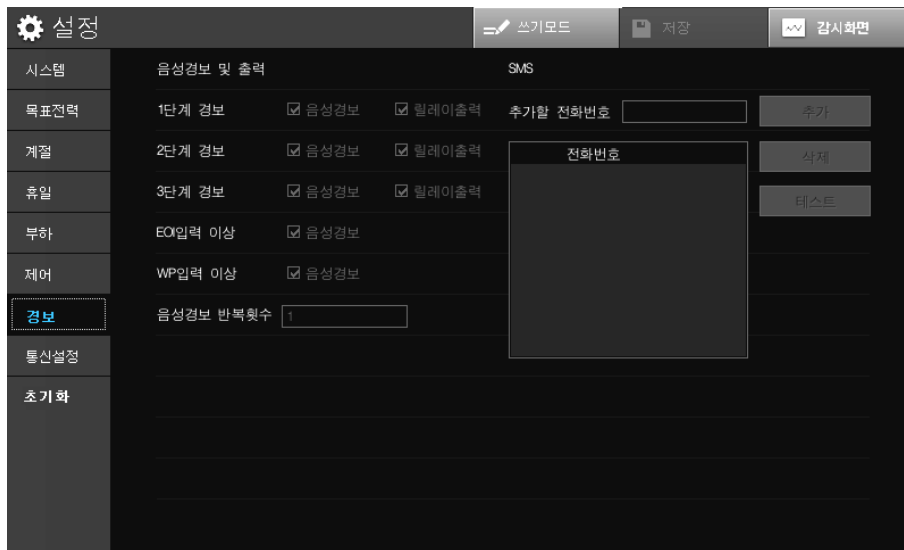 설정 쓰기모드 저장 감시화면
시스템 음성경보 및 출력 SMS
목표전력 1단계 경보 음성경보 릴레이출력 추가할 전화번호 추가
계절 2단계 경보 음성경보 릴레이출력 전화번호 삭제
휴일 3단계 경보 음성경보 릴레이출력 테스트
부하 EOI입력 이상 음성경보
제어 WP입력 이상 음성경보
경보 음성경보 반복횟수 1
통신설정
초기화